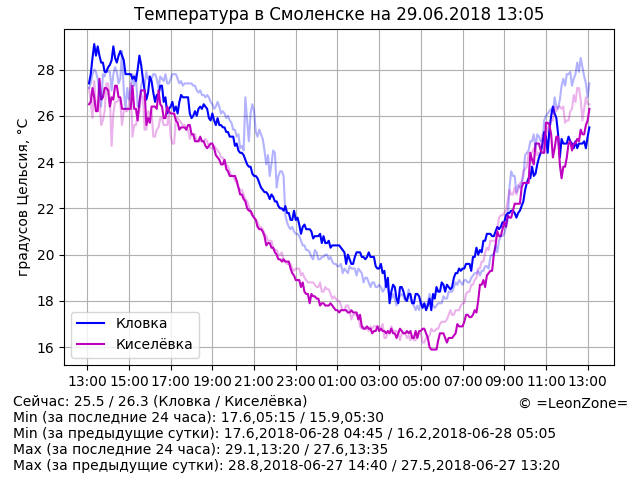 Температура в Смоленске на 29.06.2018 13:05
градусов Цельсия, °C
28
26
24
22
20
18
16
Кловка
Киселёвка
13:00 15:00 17:00 19:00 21:00 23:00 01:00 03:00 05:00 07:00 09:00 11:00 13:00
Сейчас: 25.5 / 26.3 (Кловка / Киселёвка)
© =LeonZone=
Min (за последние 24 часа): 17.6,05:15 / 15.9,05:30
Min (за предыдущие сутки): 17.6,2018-06-28 04:45 / 16.2,2018-06-28 05:05
Max (за последние 24 часа): 29.1,13:20 / 27.6,13:35
Max (за предыдущие сутки): 28.8,2018-06-27 14:40 / 27.5,2018-06-27 13:20